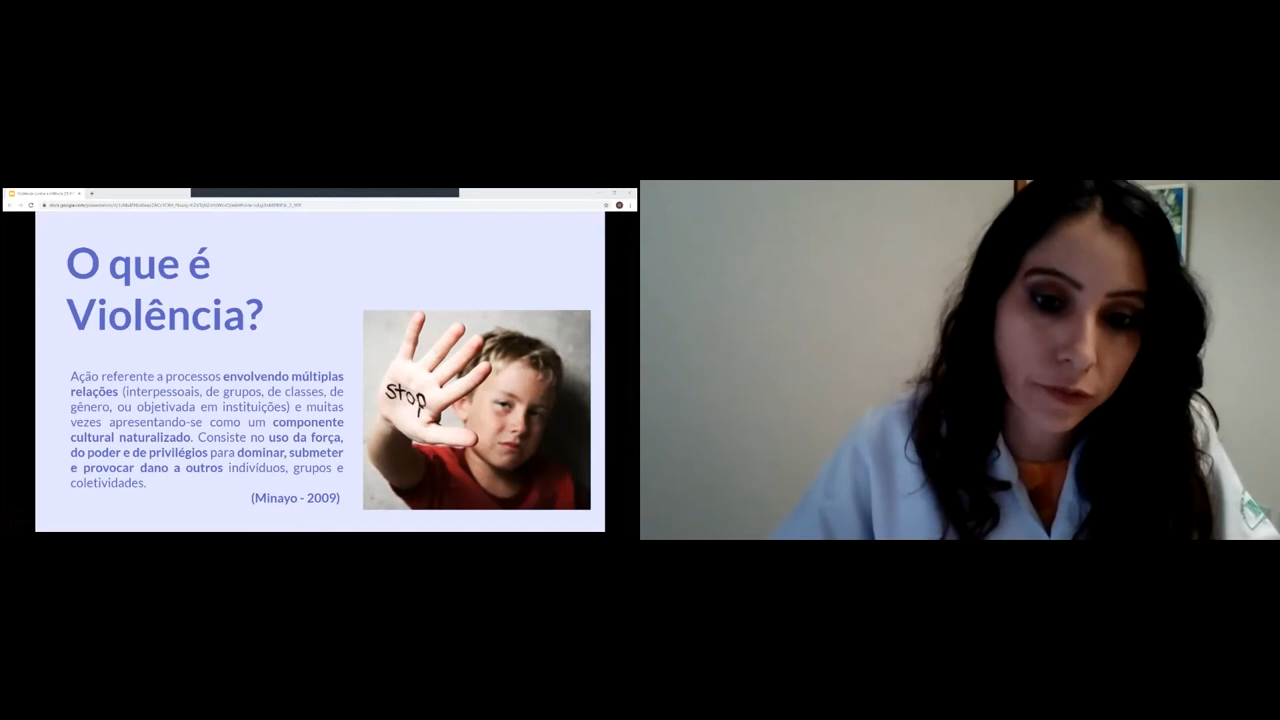 O que é
Violência?
Ação referente a processos envolvendo múltiplas
relações (interpessoais, de grupos, de classes, de
gênero, ou objetivada em instituições) e muitas
vezes apresentando-se como um componente
cultural naturalizado. Consiste no uso da força,
do poder e de privilégios para dominar, submeter
e provocar dano a outros indivíduos, grupos e
coletividades.
(Minayo - 2009)
stop